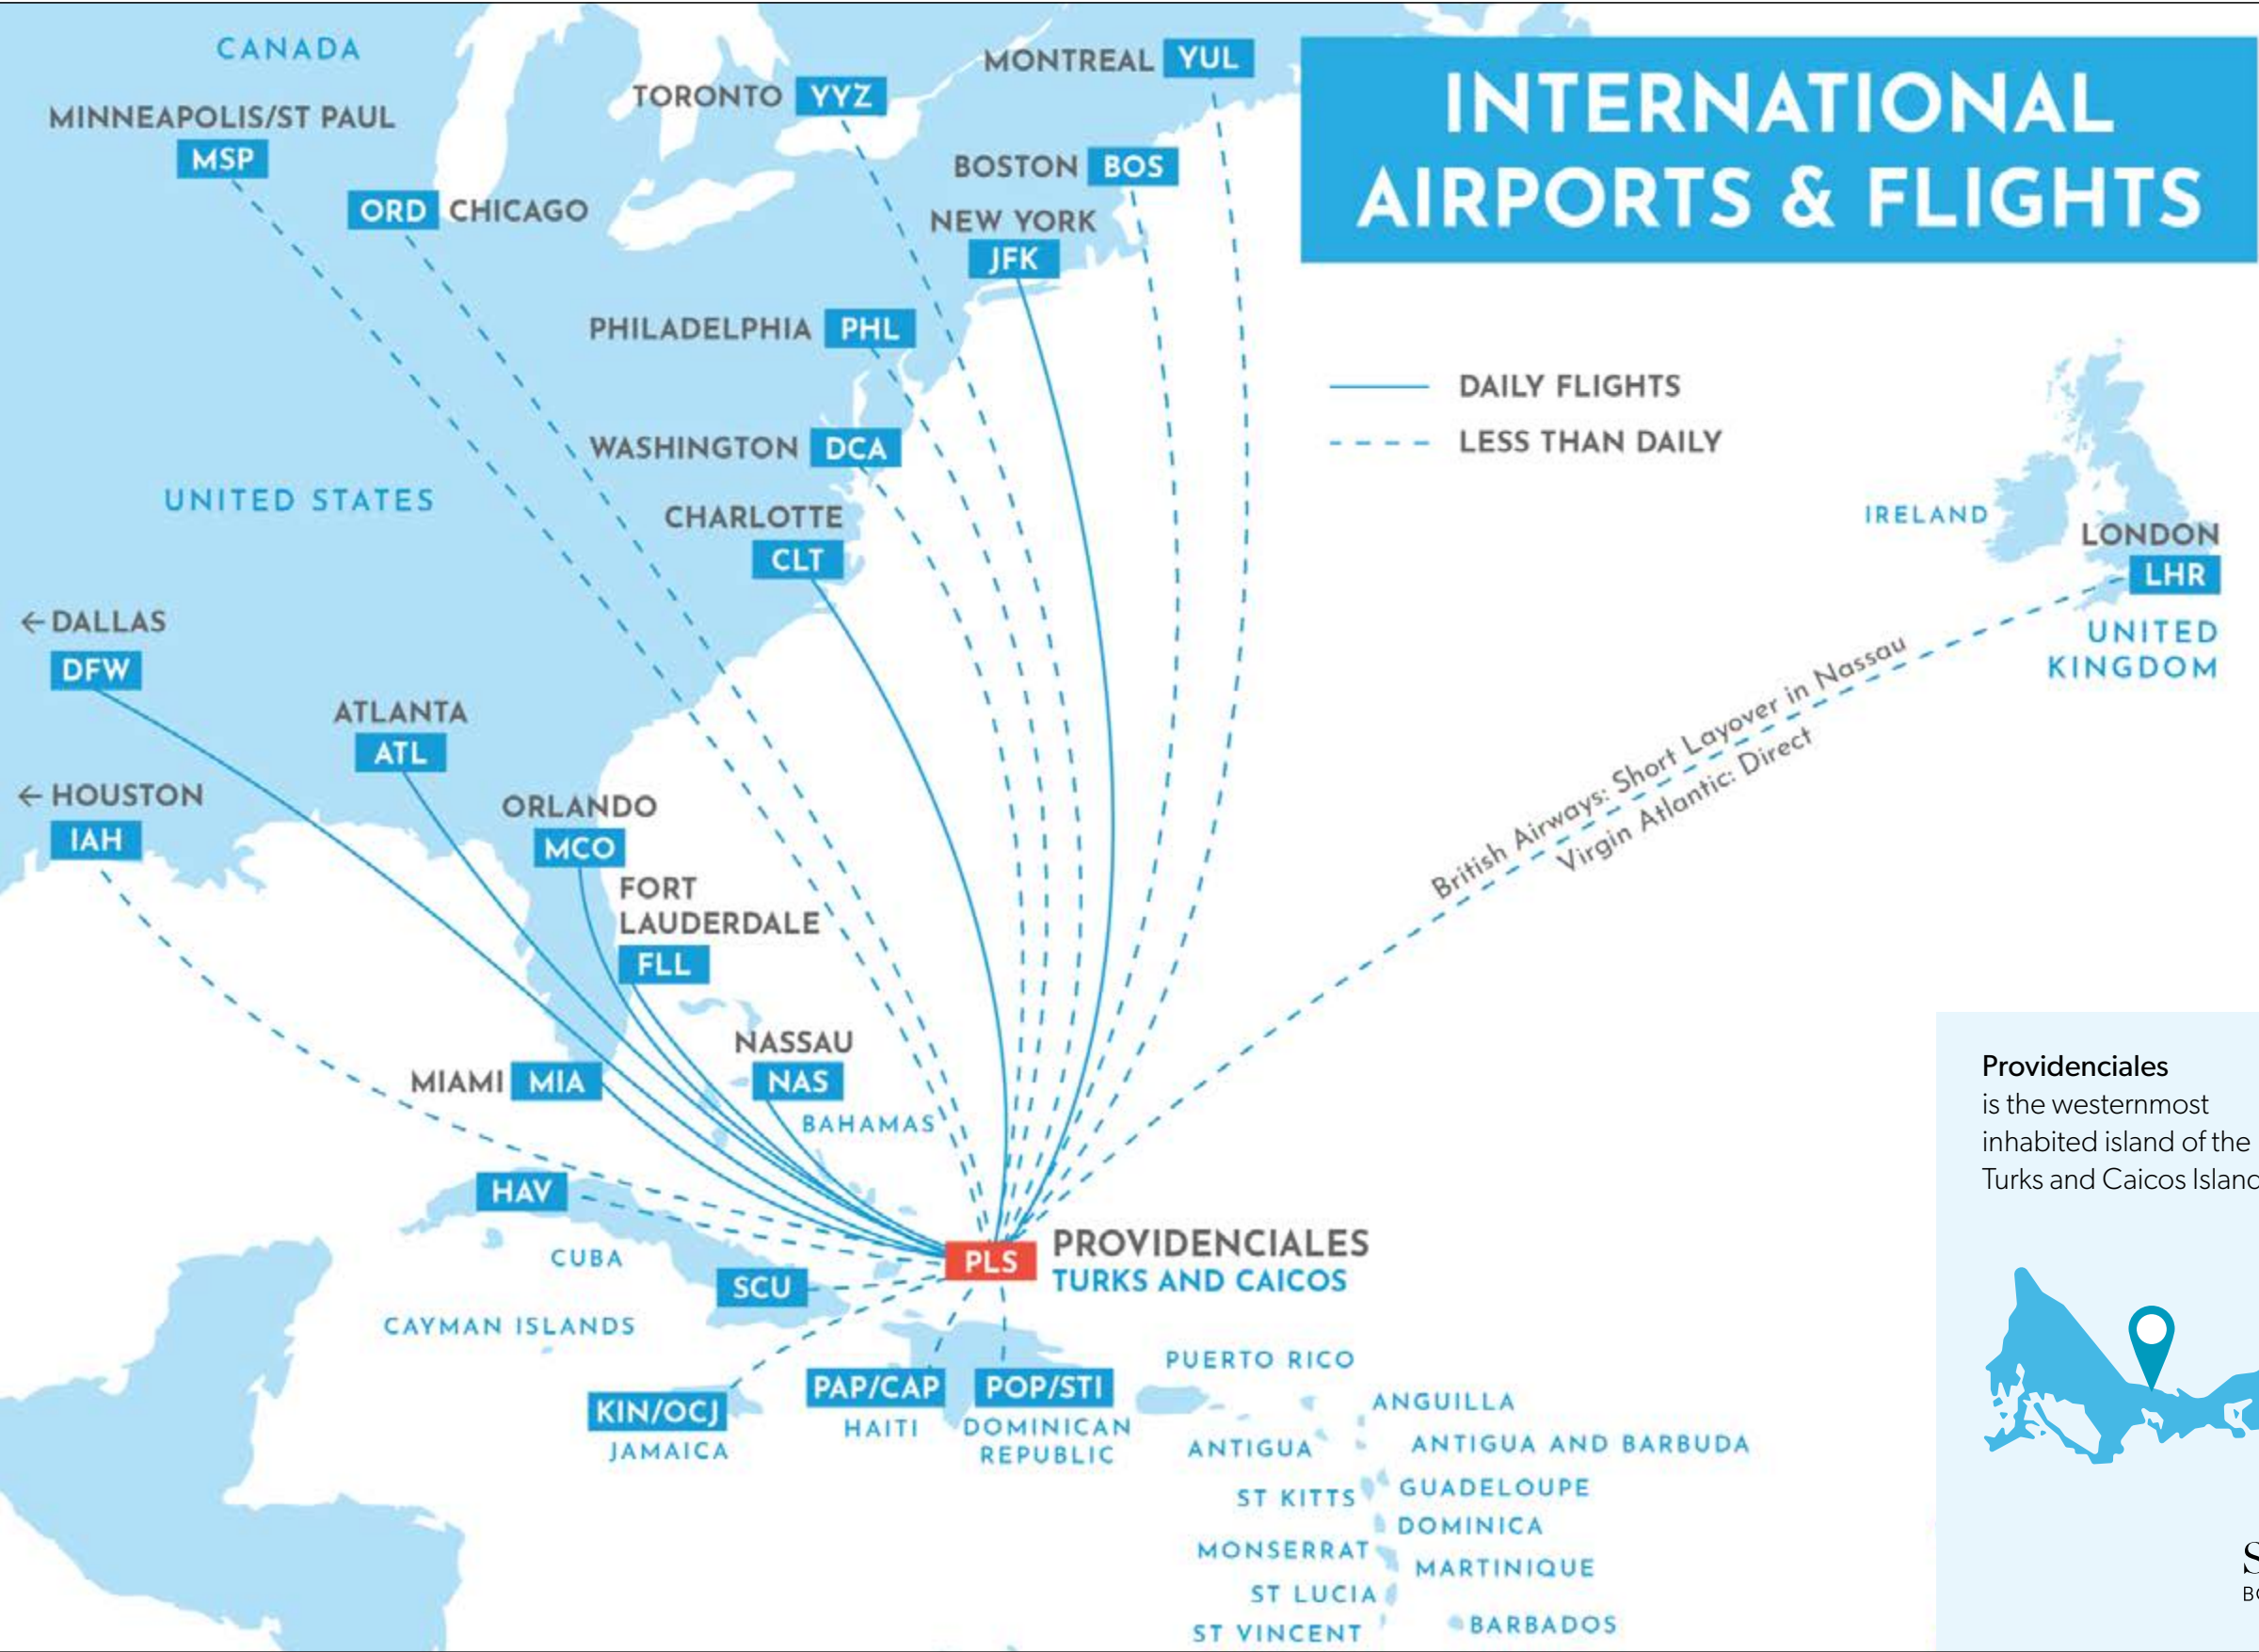 INTERNATIONAL
AIRPORTS & FLIGHTS
CANADA
MONTREAL YUL
TORONTO YYZ
MINNEAPOLIS/ST PAUL
MSP
BOSTON BOS
ORD CHICAGO
NEW YORK
JFK
PHILADELPHIA PHL
DAILY FLIGHTS
LESS THAN DAILY
WASHINGTON DCA
UNITED STATES
CHARLOTTE
CLT
IRELAND
LONDON
LHR
UNITED
KINGDOM
← DALLAS
DFW
British Airways: Short Layover in Nassau
Virgin Atlantic: Direct
ATLANTA
ATL
← HOUSTON
IAH
ORLANDO
MCO
FORT
LAUDERDALE
FLL
NASSAU
NAS
MIAMI MIA
BAHAMAS
HAV
CUBA
SCU
PLS
PROVIDENCIALES
TURKS AND CAICOS
CAYMAN ISLANDS
KIN/OCJ
JAMAICA
PAP/CAP
HAITI
POP/STI
DOMINICAN
REPUBLIC
PUERTO RICO
ANGUILLA
ANTIGUA
ANTIGUA AND BARBUDA
ST KITTS
GUADELOUPE
DOMINICA
MONSERRAT
MARTINIQUE
ST LUCIA
ST VINCENT
BARBADOS
Providenciales
is the westernmost
inhabited island of the
Turks and Caicos